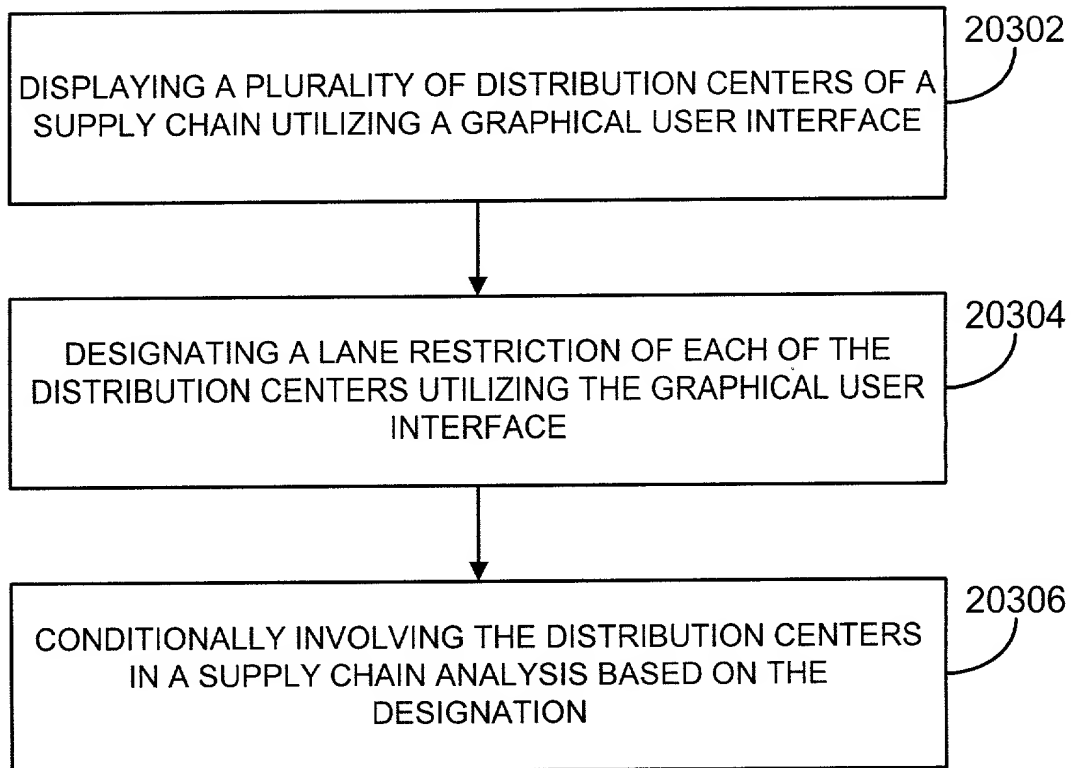 20302
DISPLAYING A PLURALITY OF DISTRIBUTION CENTERS OF A
SUPPLY CHAIN UTILIZING A GRAPHICAL USER INTERFACE
20304
DESIGNATING A LANE RESTRICTION OF EACH OF THE
DISTRIBUTION CENTERS UTILIZING THE GRAPHICAL USER
INTERFACE
20306
CONDITIONALLY INVOLVING THE DISTRIBUTION CENTERS
IN A SUPPLY CHAIN ANALYSIS BASED ON THE
DESIGNATION